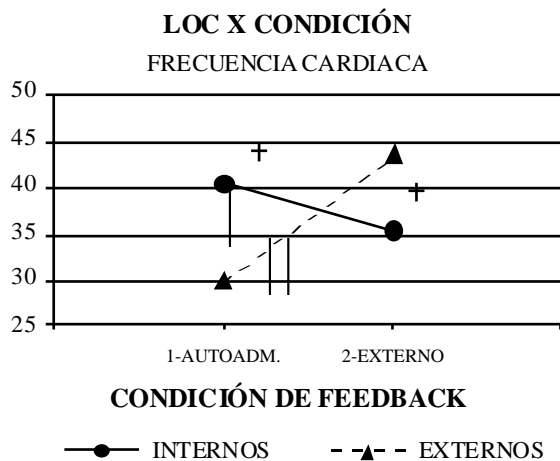 LOC X CONDICIÓN
FRECUENCIA CARDIACA
50
45
40
35
30
25
†
†
1-AUTOADM. 2-EXTERNO
CONDICIÓN DE FEEDBACK
INTERNOS EXTERNOS